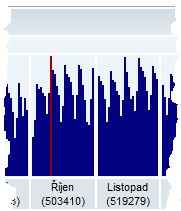 Říjen
Listopad
s)
(503410)
(519279)